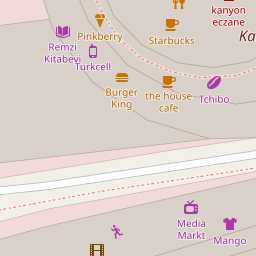 kanyon
eczane
Ka
Starbucks
Pinkberry
Remzi
Kitabevi
Turkcell
Burger
King
the house
cafe
Tchibo
Media
Markt
Mango